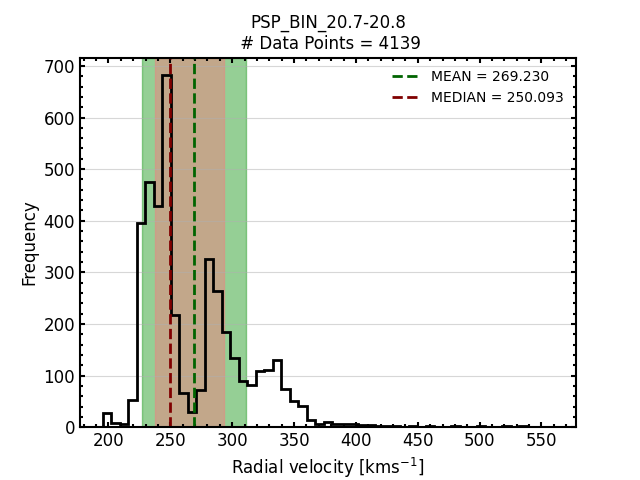 PSP_BIN_20.7-20.8
# Data Points = 4139
MEAN = 269.230
MEDIAN = 250.093
Frequency
700
600
500
400
300
200
100
0
200 250 300 350 400 450 500 550
Radial velocity [kms⁻¹]